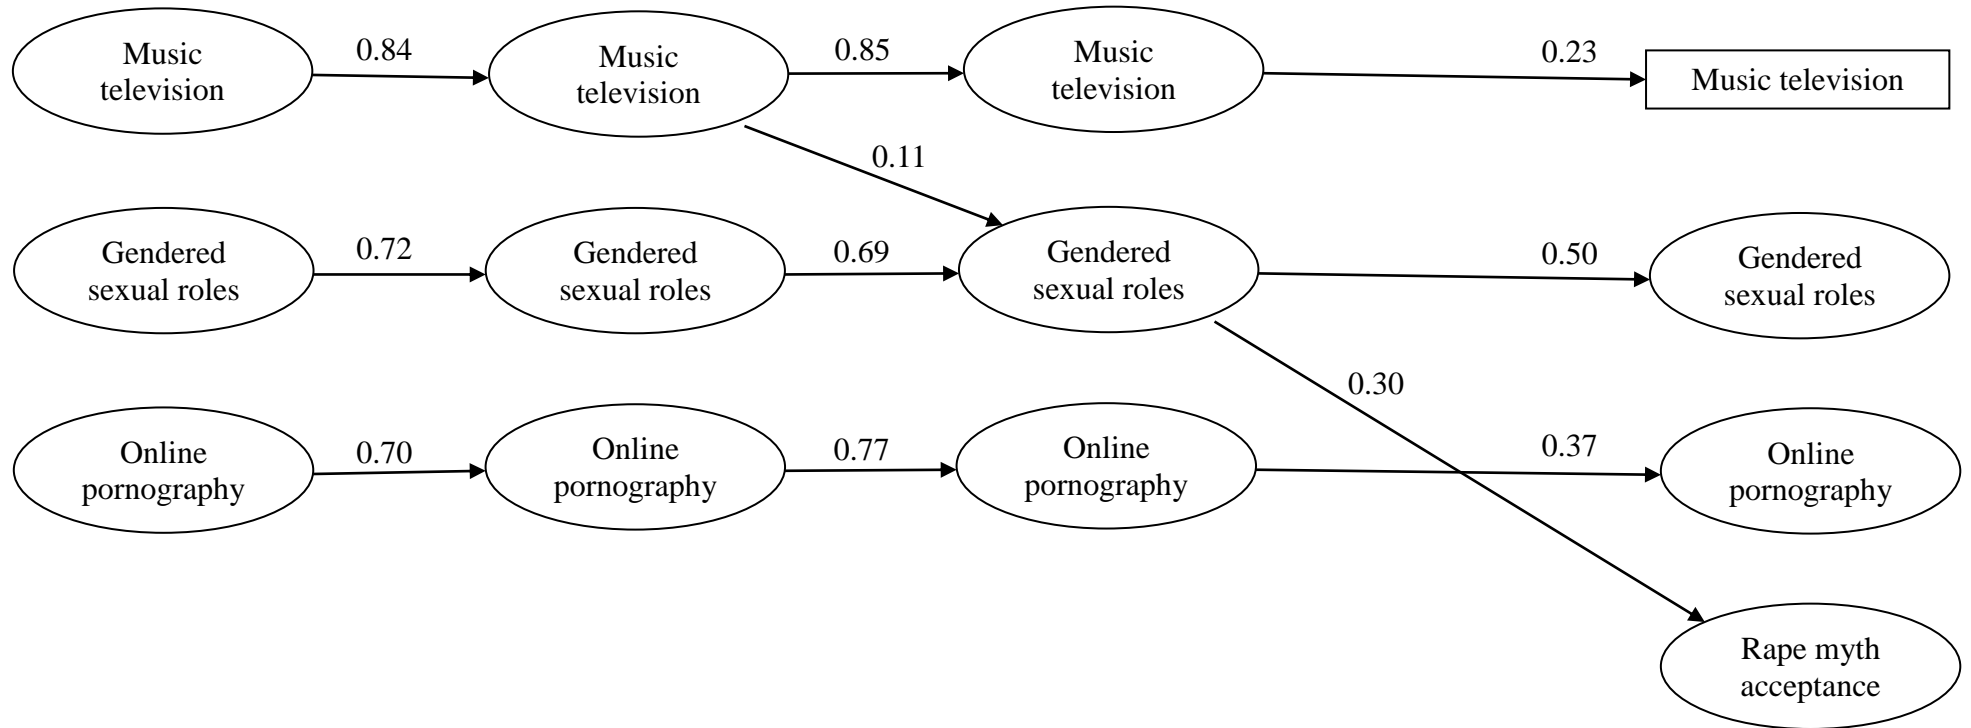 Music
television
0.84
Music
television
0.85
Music
television
0.23
Music television
0.11
Gendered
sexual roles
0.72
Gendered
sexual roles
0.69
Gendered
sexual roles
0.50
Gendered
sexual roles
0.30
Online
pornography
0.70
Online
pornography
0.77
Online
pornography
0.37
Online
pornography
Rape myth
acceptance